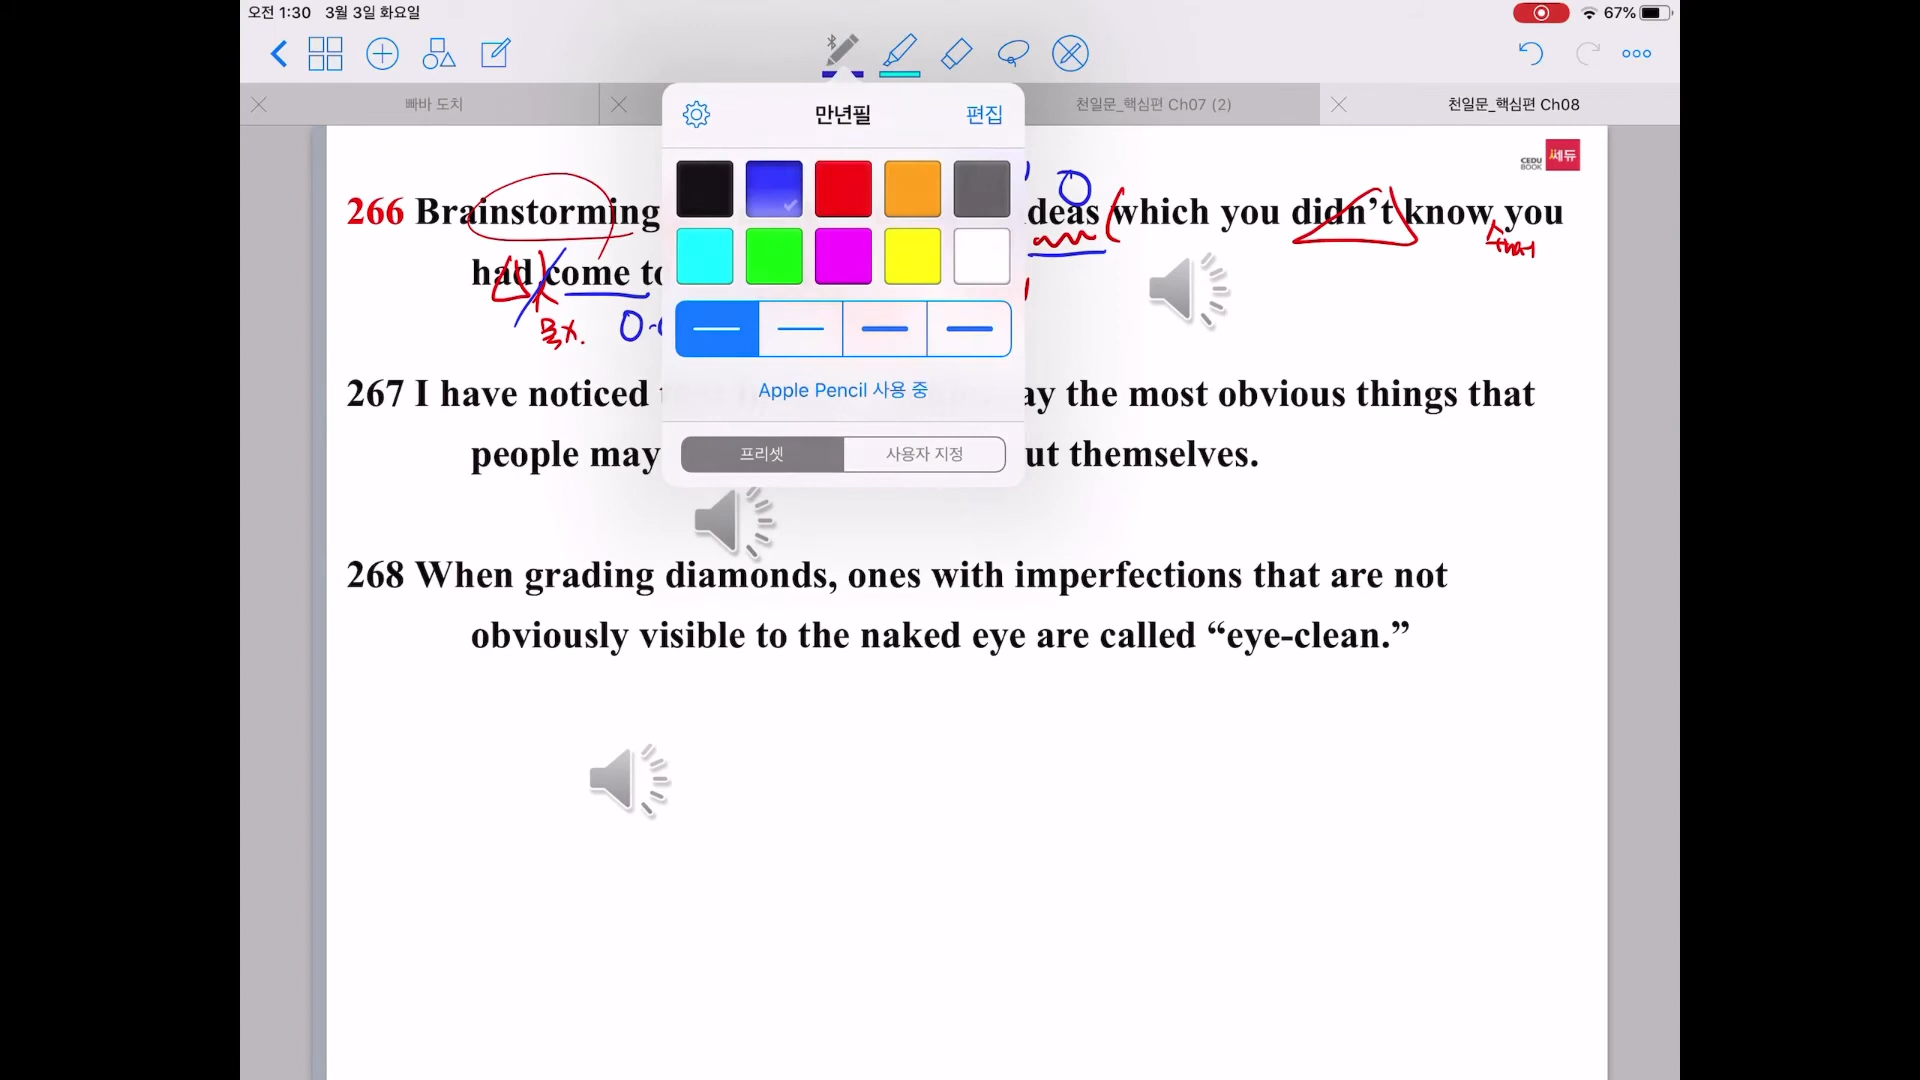 오전 1:30 3월 3일 화요일
67%
빠바 도치
천일문_핵심편 Ch07 (2)
천일문_핵심편 Ch08
만년필
편집
CEDU
BOOK
쎄듀
266 Brainstorming deas which you didn't know you
had come to
267 I have noticed ay the most obvious things that
people may ut themselves.
Apple Pencil 사용 중
프리셋
사용자 지정
268 When grading diamonds, ones with imperfections that are not
obviously visible to the naked eye are called “eye-clean.”